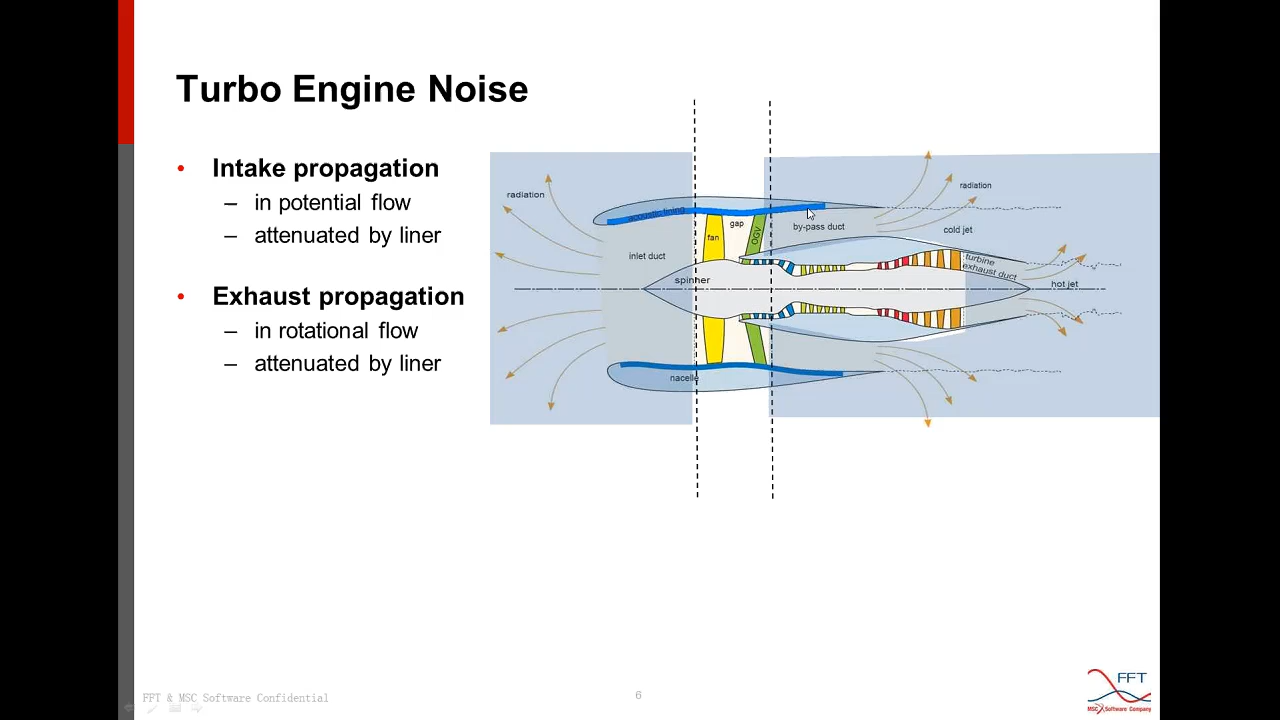 Turbo Engine Noise
• Intake propagation
– in potential flow
– attenuated by liner
• Exhaust propagation
– in rotational flow
– attenuated by liner
radiation
acoustic lining
fan
gap
OGV
by-pass duct
radiation
cold jet
inlet duct
spinner
turbine
exhaust duct
hot jet
nacelle
FFT & MSC Software Confidential
6
FFT
MSC Software Company